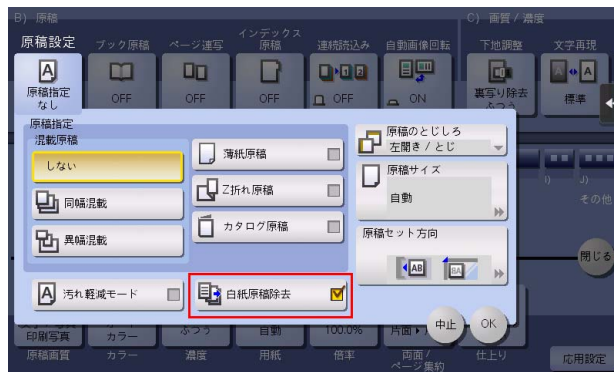 B) 原稿
C) 画質 / 濃度
原稿設定
ブック原稿
ページ連写
インデックス
原稿
連続読込み
自動画像回転
下地調整
文字再現
原稿指定
なし
OFF
OFF
OFF
OFF
ON
裏写り除去
ふつう
標準
原稿指定
混載原稿
しない
同幅混載
異幅混載
薄紙原稿
Z折れ原稿
カタログ原稿
汚れ軽減モード
白紙原稿除去
原稿のとじしろ
左開き / とじ
原稿サイズ
自動
原稿セット方向
AB
中止
OK
I)
J)
その他
閉じる
印刷写真
カラー
ふつう
自動
100.0%
片面
原稿画質
カラー
濃度
用紙
倍率
両面 /
ページ集約
仕上り
応用設定